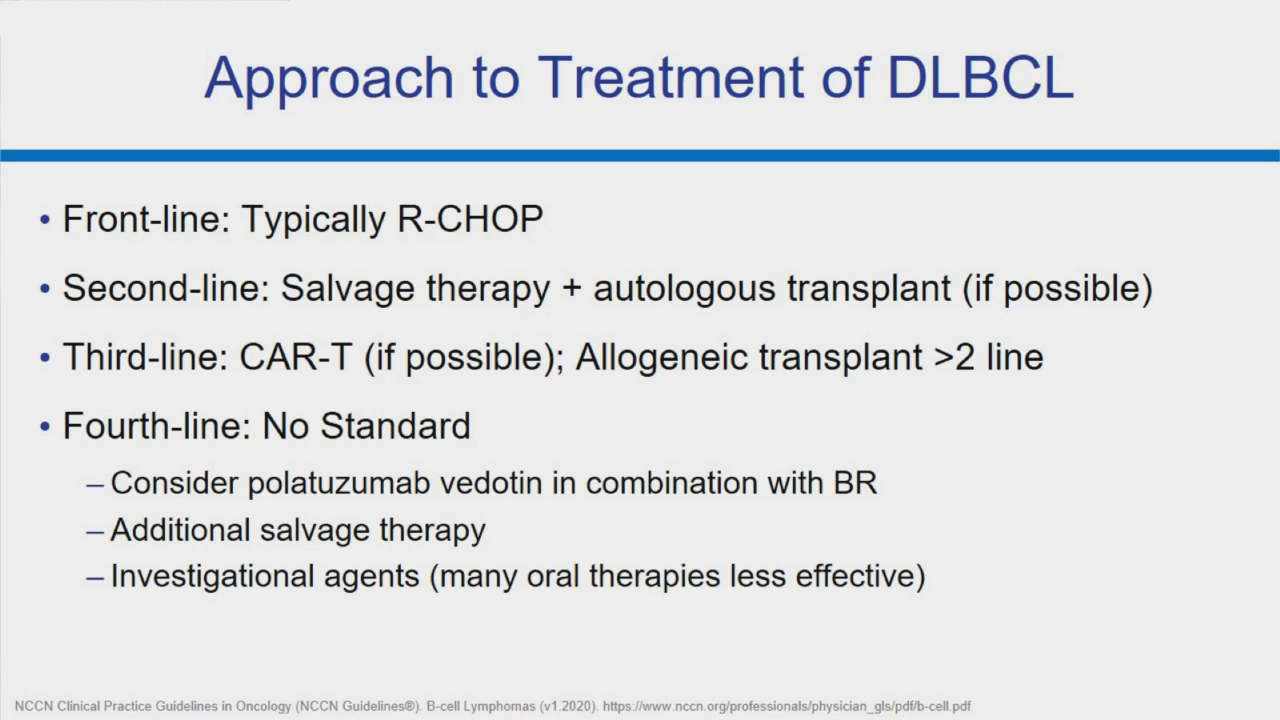 Approach to Treatment of DLBCL
• Front-line: Typically R-CHOP
• Second-line: Salvage therapy + autologous transplant (if possible)
• Third-line: CAR-T (if possible); Allogeneic transplant >2 line
• Fourth-line: No Standard
– Consider polatuzumab vedotin in combination with BR
– Additional salvage therapy
– Investigational agents (many oral therapies less effective)
NCCN Clinical Practice Guidelines in Oncology (NCCN Guidelines®). B-cell Lymphomas (v1.2020). https://www.nccn.org/professionals/physician_gls/pdf/b-cell.pdf